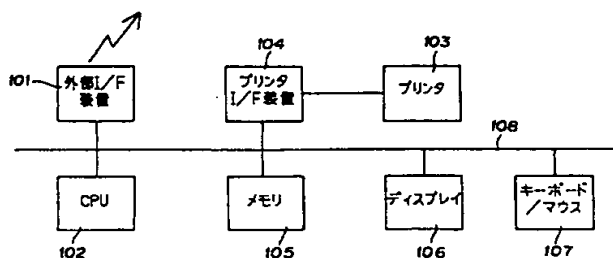 104
103
101
外部I/F
装置
プリンタ
I/F装置
プリンタ
108
CPU
メモリ
ディスプレイ
キーボード
/マウス
102
105
106
107